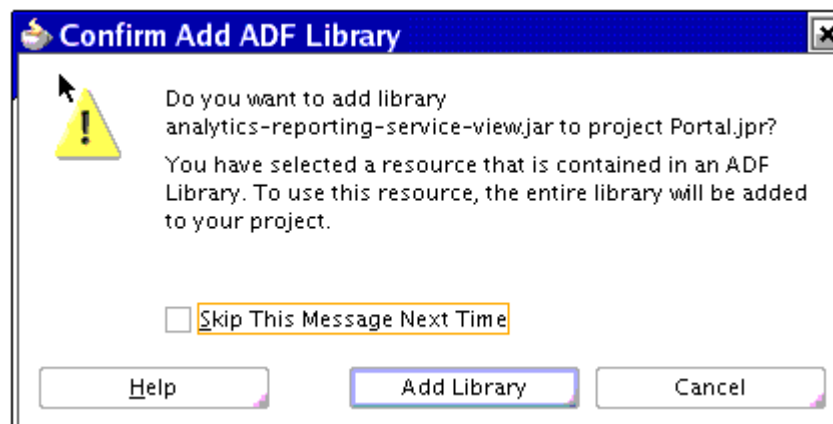 Confirm Add ADF Library
Do you want to add library
analytics-reporting-service-view.jar to project Portal.jpr?
You have selected a resource that is contained in an ADF
Library. To use this resource, the entire library will be added
to your project.
Skip This Message Next Time
Help Add Library Cancel